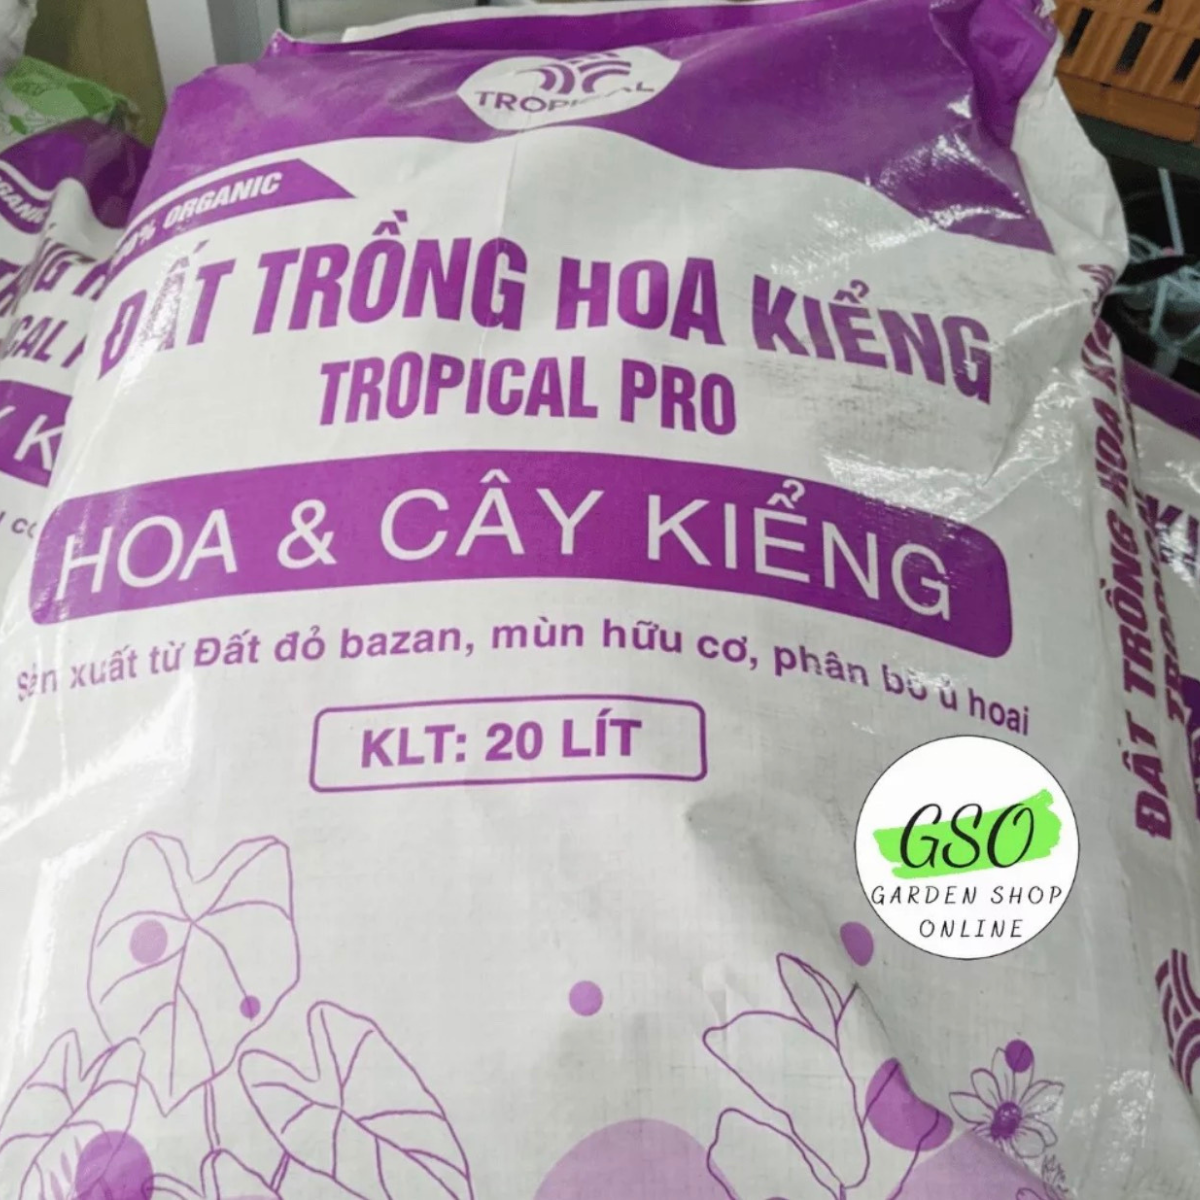 TROPICAL
ORGANIC
ĐẤT TRỒNG HOA KIỂNG
TROPICAL PRO
HOA & CÂY KIỂNG
Sản xuất từ Đất đỏ bazan, mùn hữu cơ, phân bò ủ hoai
KLT: 20 LÍT
GSO
GARDEN SHOP
ONLINE
ĐẤT TRỒNG HOA KIỂNG